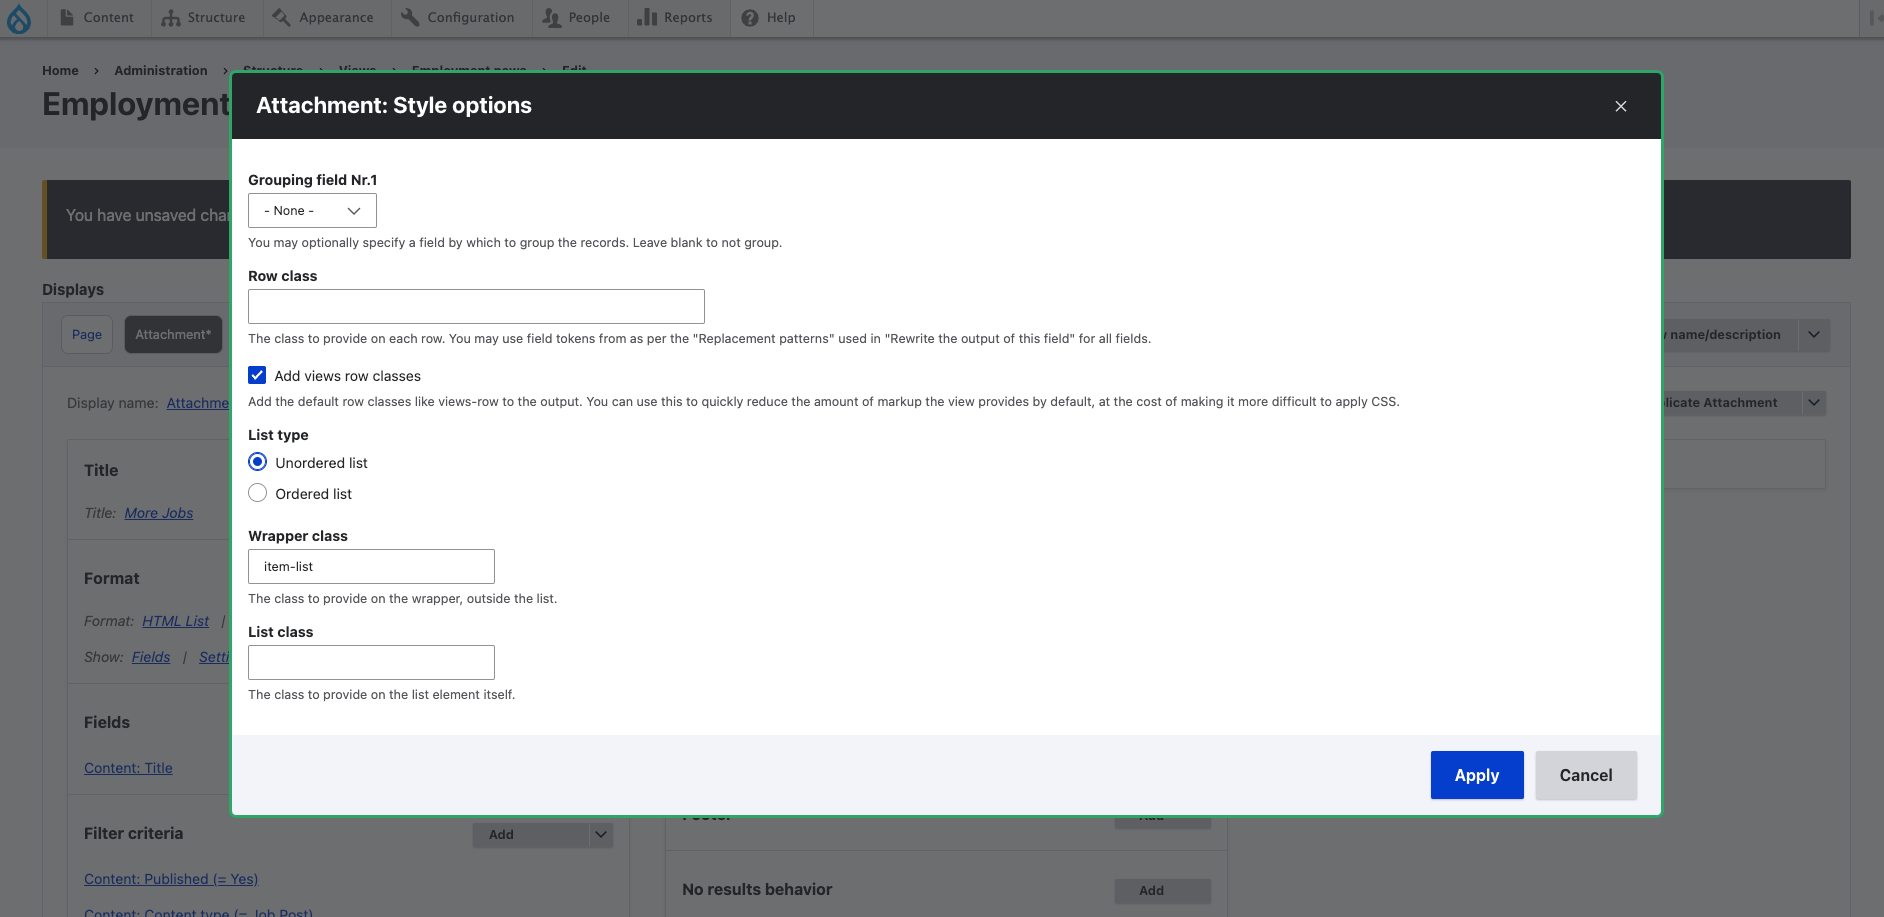 Content
Structure
Appearance
Configuration
People
Reports
Help
Home › Administration › Structure › Views › Employment news › Edit
Employment
Attachment: Style options
You have unsaved
Displays
Page
Attachment*
name/description
Display name:
Attachment
Title
Title: More Jobs
Format
Format: HTML List |
Show: Fields |
Fields
Content: Title
Filter criteria
Add
Content: Published (= Yes)
Content: Content type (= Job Post)
Grouping field Nr.1
- None -
You may optionally specify a field by which to group the records. Leave blank to not group.
Row class
The class to provide on each row. You may use field tokens from as per the "Replacement patterns" used in "Rewrite the output of this field" for all fields.
Add views row classes
Add the default row classes like views-row to the output. You can use this to quickly reduce the amount of markup the view provides by default, at the cost of making it more difficult to apply CSS.
List type
Unordered list
Ordered list
Wrapper class
item-list
The class to provide on the wrapper, outside the list.
List class
The class to provide on the list element itself.
Apply
Cancel
No results behavior
Add